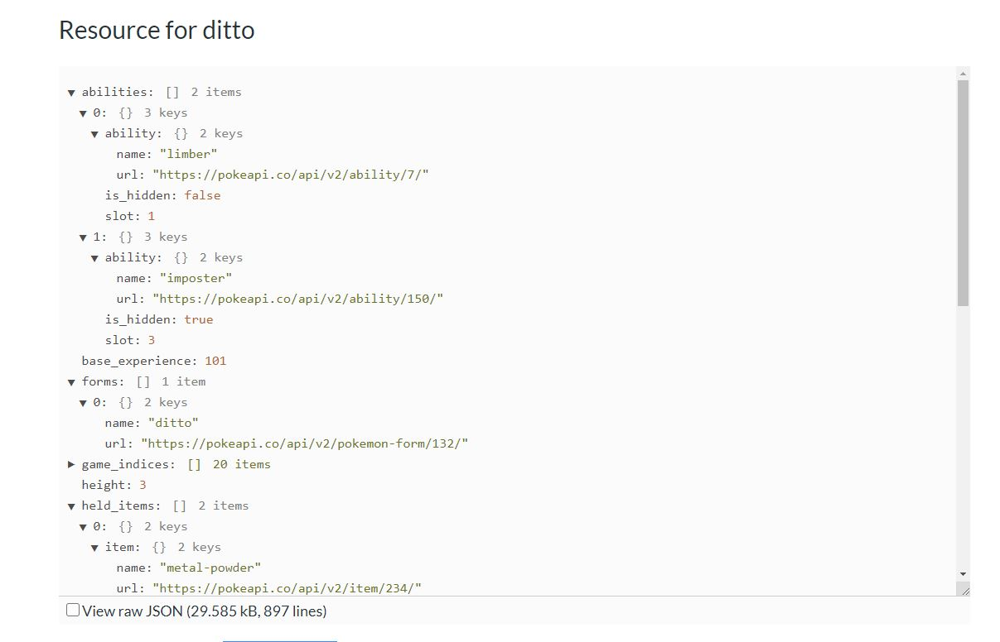 Resource for ditto
▼ abilities: [] 2 items
▼ 0: {} 3 keys
▼ ability: {} 2 keys
name: "limber"
url: "https://pokeapi.co/api/v2/ability/7/"
is_hidden: false
slot: 1
▼ 1: {} 3 keys
▼ ability: {} 2 keys
name: "imposter"
url: "https://pokeapi.co/api/v2/ability/150/"
is_hidden: true
slot: 3
base_experience: 101
▼ forms: [] 1 item
▼ 0: {} 2 keys
name: "ditto"
url: "https://pokeapi.co/api/v2/pokemon-form/132/"
▶ game_indices: [] 20 items
height: 3
▼ held_items: [] 2 items
▼ 0: {} 2 keys
▼ item: {} 2 keys
name: "metal-powder"
url: "https://pokeapi.co/api/v2/item/234/"
View raw JSON (29.585 kB, 897 lines)